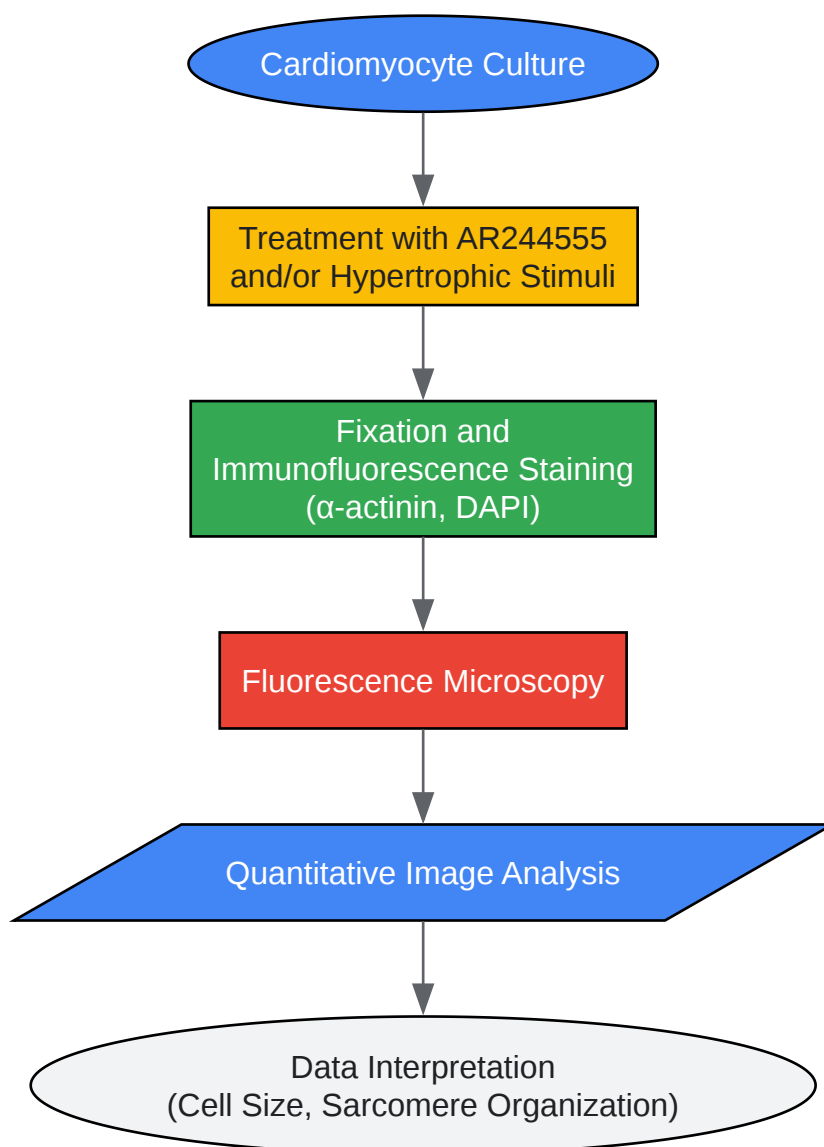 Cardiomyocyte Culture
Treatment with AR244555
and/or Hypertrophic Stimuli
Fixation and
Immunofluorescence Staining
(α-actinin, DAPI)
Fluorescence Microscopy
Quantitative Image Analysis
Data Interpretation
(Cell Size, Sarcomere Organization)